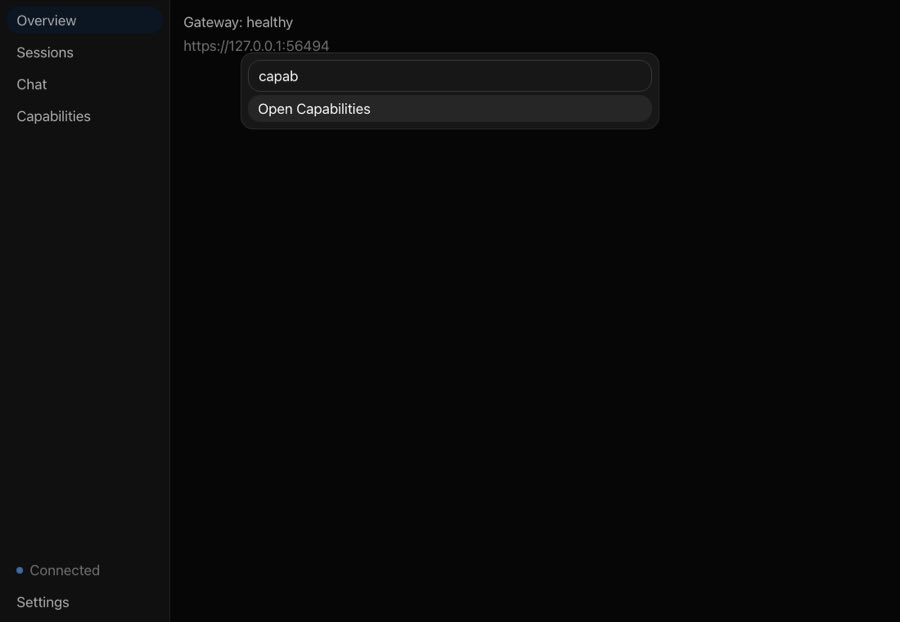 Overview
Sessions
Chat
Capabilities
Gateway: healthy
https://127.0.0.1:56494
capab
Open Capabilities
Connected
Settings